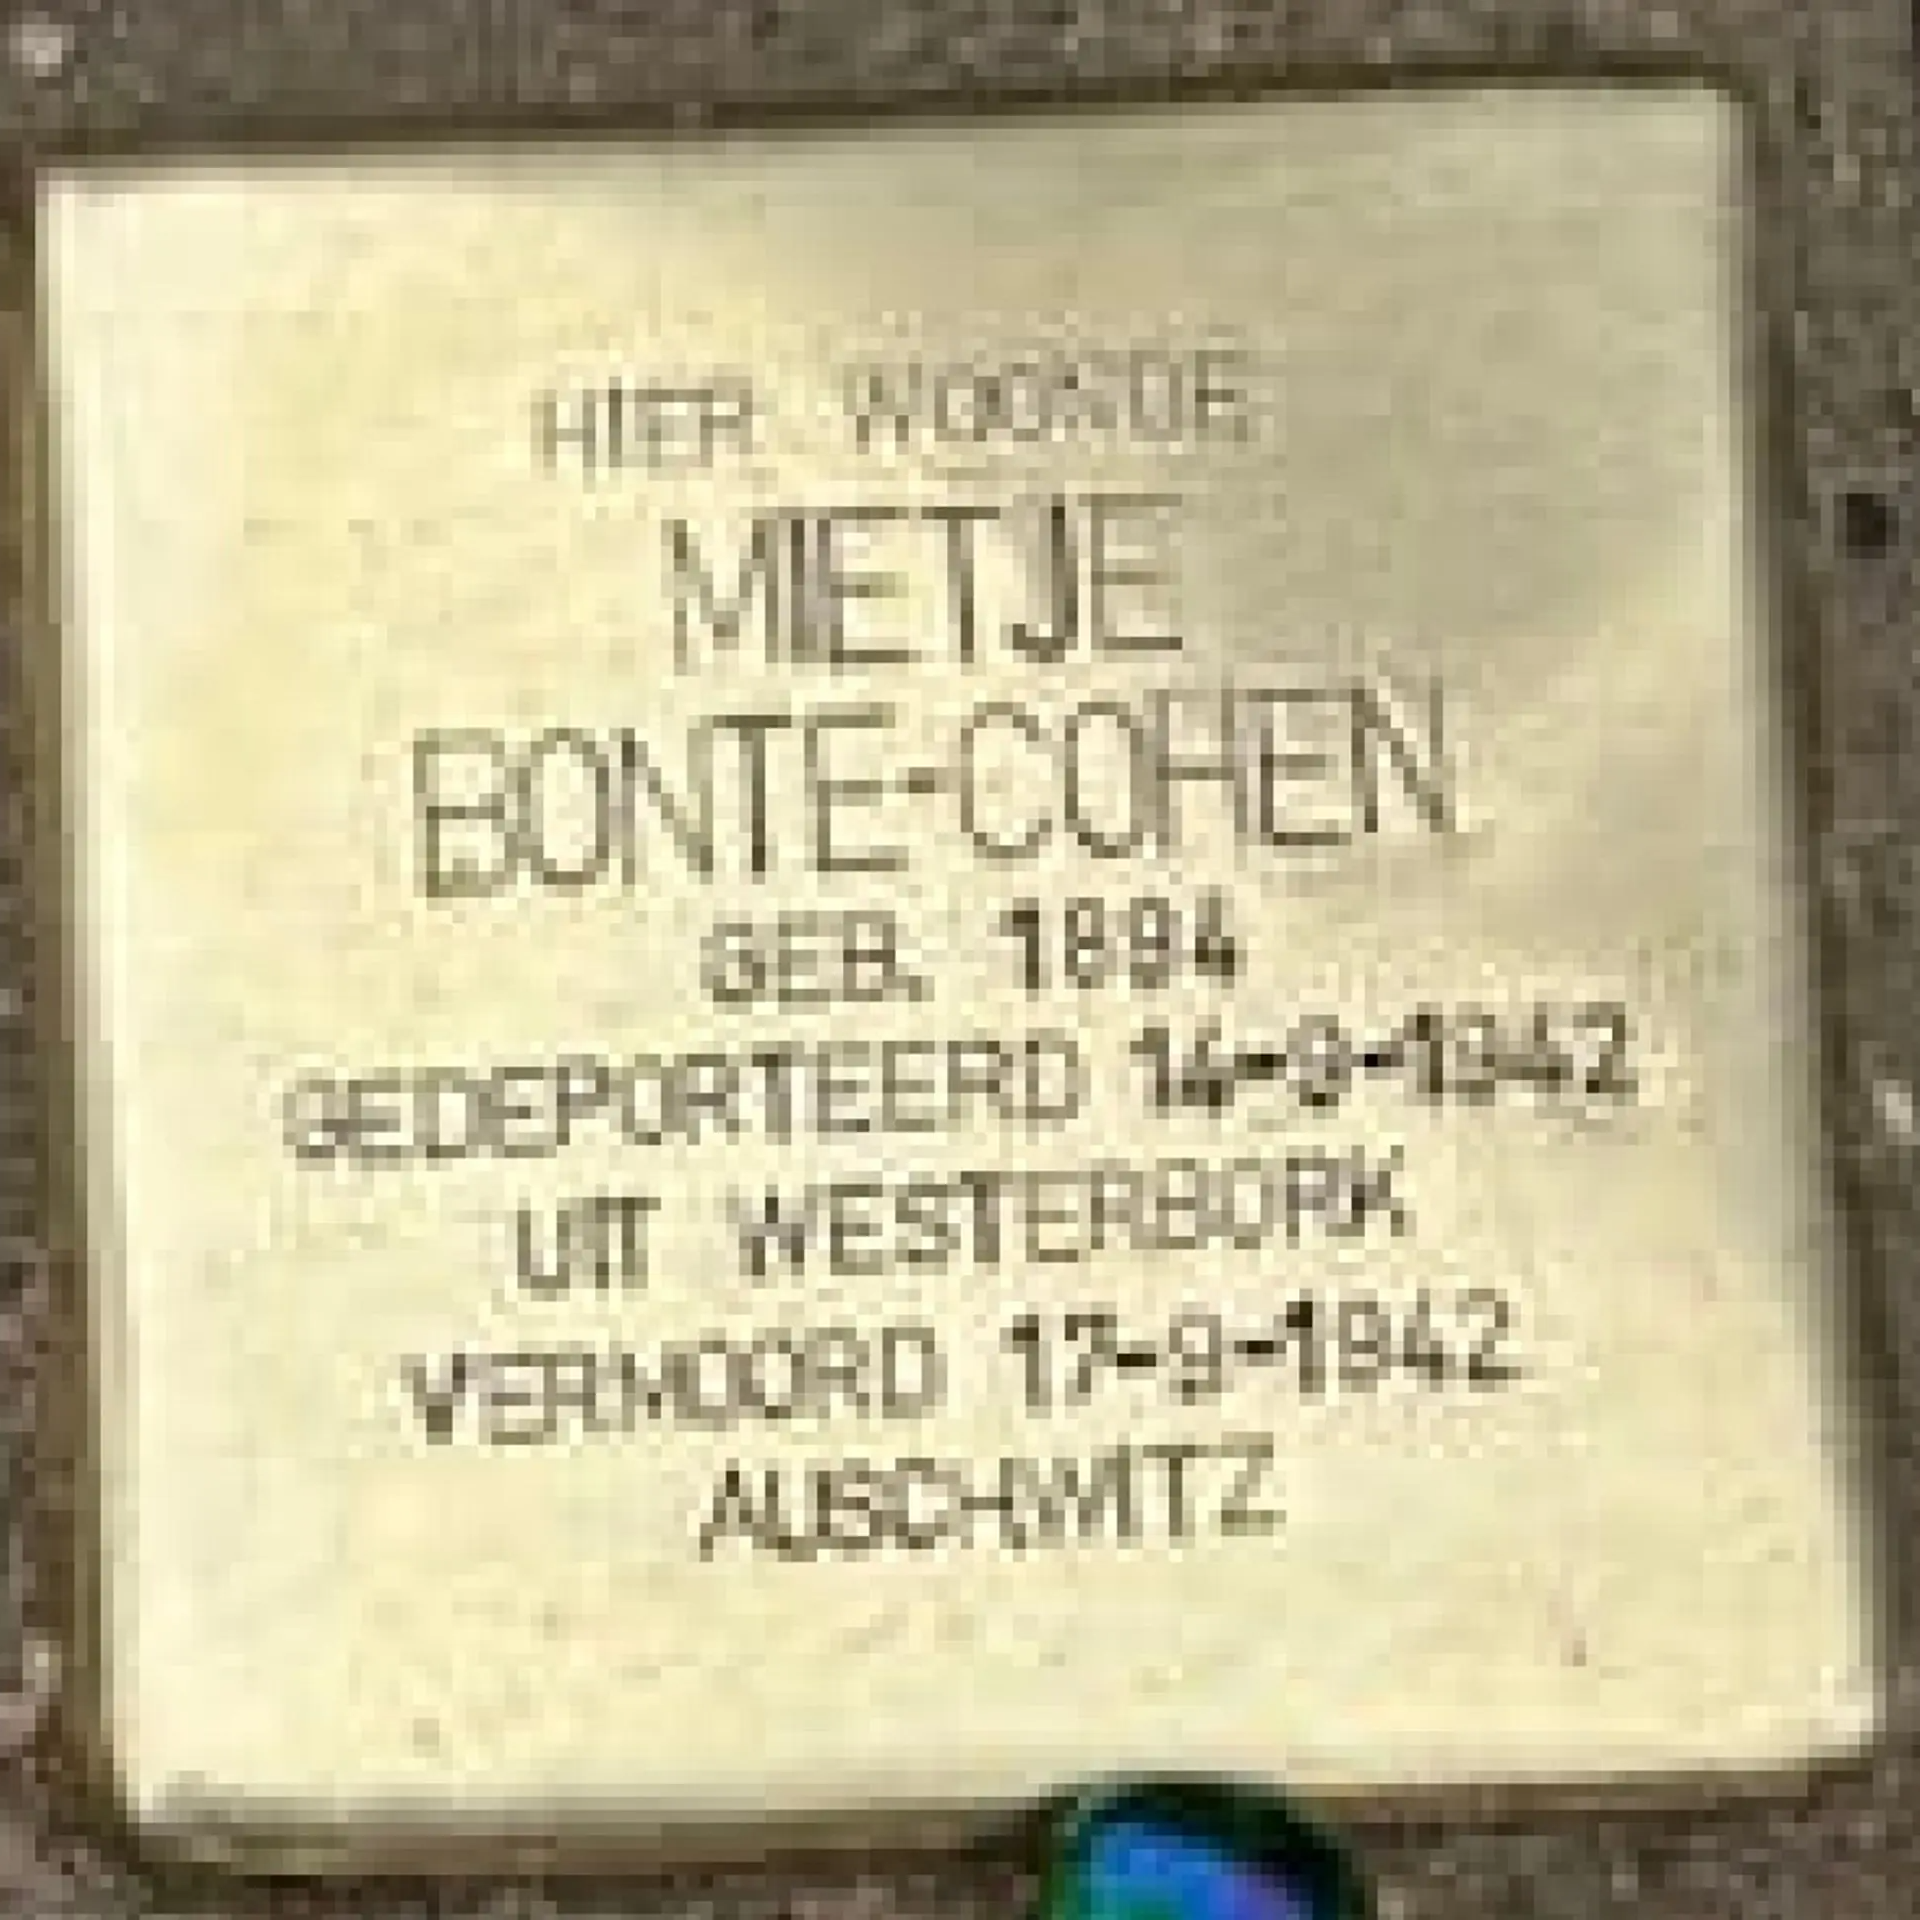 HIER WOONDE
MIETJE
BONTE-COHEN
GEB. 1894
GEDEPORTEERD 14-9-1942
UIT WESTERBORK
VERMOORD 17-9-1942
AUSCHWITZ